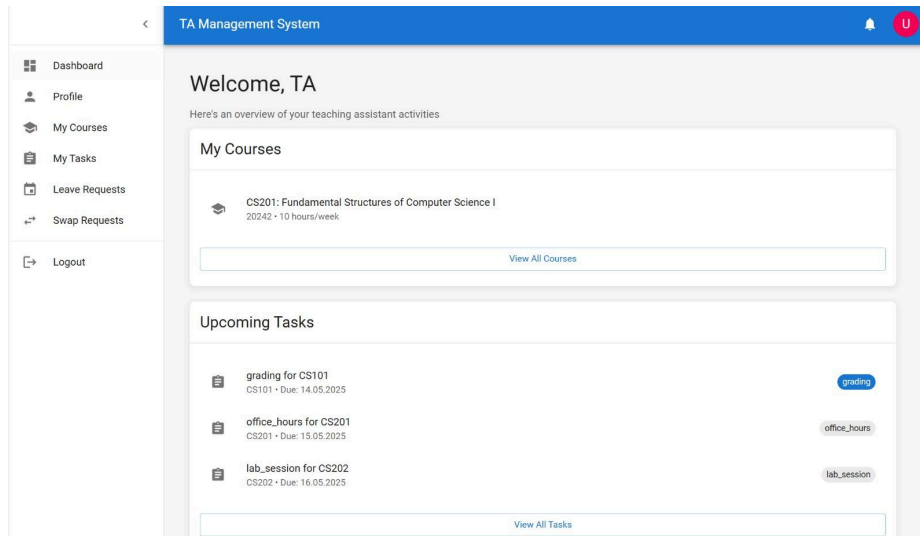 TA Management System
U
Dashboard
Profile
My Courses
My Tasks
Leave Requests
Swap Requests
Logout
Welcome, TA
Here's an overview of your teaching assistant activities
My Courses
CS201: Fundamental Structures of Computer Science I
20242 • 10 hours/week
View All Courses
Upcoming Tasks
grading for CS101
CS101 • Due: 14.05.2025
grading
office_hours for CS201
CS201 • Due: 15.05.2025
office_hours
lab_session for CS202
CS202 • Due: 16.05.2025
lab_session
View All Tasks